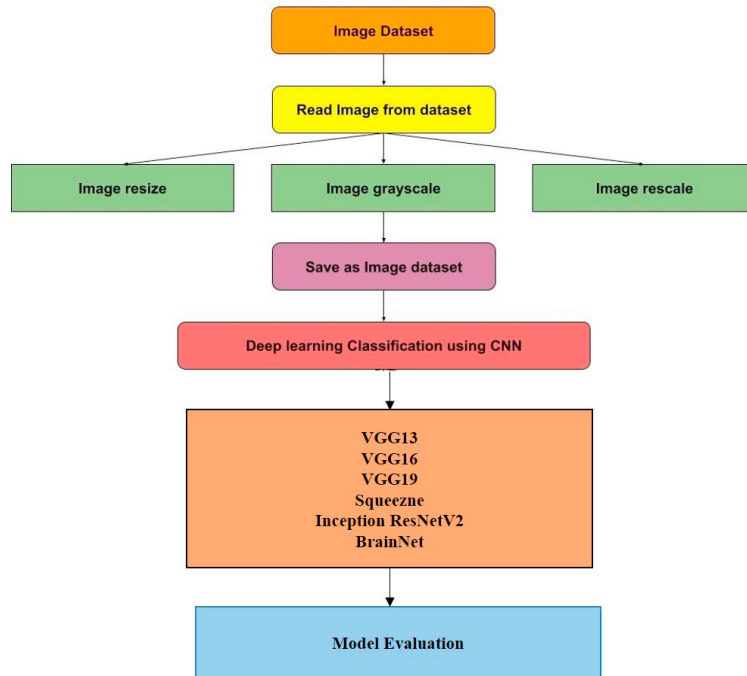 Image Dataset
Read Image from dataset
Image resize
Image grayscale
Image rescale
Save as Image dataset
Deep learning Classification using CNN
VGG13
VGG16
VGG19
Squeezne
Inception ResNetV2
BrainNet
Model Evaluation